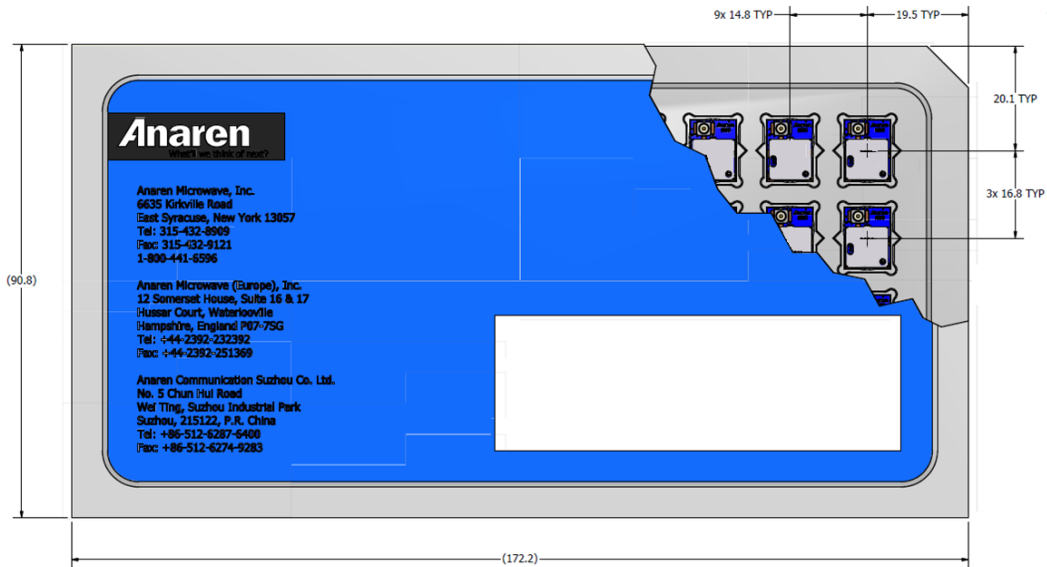 9x 14.8 TYP
19.5 TYP
20.1 TYP
3x 16.8 TYP
(90.8)
(172.2)
Anaren
What'll we think of next?
Anaren Microwave, Inc.
6635 Kirkville Road
East Syracuse, New York 13057
Tel: 315-432-8909
Fax: 315-432-9121
1-800-441-6596
Anaren Microwave (Europe), Inc.
12 Somerset House, Suite 16 & 17
Hussar Court, Waterlooville
Hampshire, England P07-7SG
Tel: +44-2392-232392
Fax: +44-2392-251369
Anaren Communication Suzhou Co. Ltd.
No. 5 Chun Hui Road
Wei Ting, Suzhou Industrial Park
Suzhou, 215122, P.R. China
Tel: +86-512-6287-6400
Fax: +86-512-6274-9283
Anaren
Anaren
Anaren
Anaren
Anaren